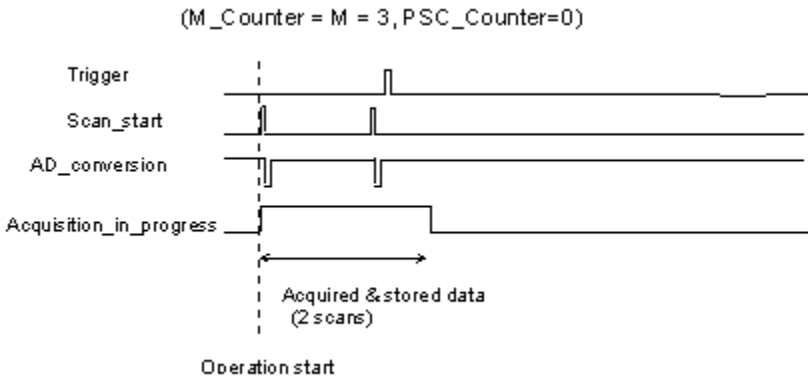 (M_Counter = M = 3, PSC_Counter=0)
Trigger
Scan_start
AD_conversion
Acquisition_in_progress
Acquired & stored data
(2 scans)
Operation start